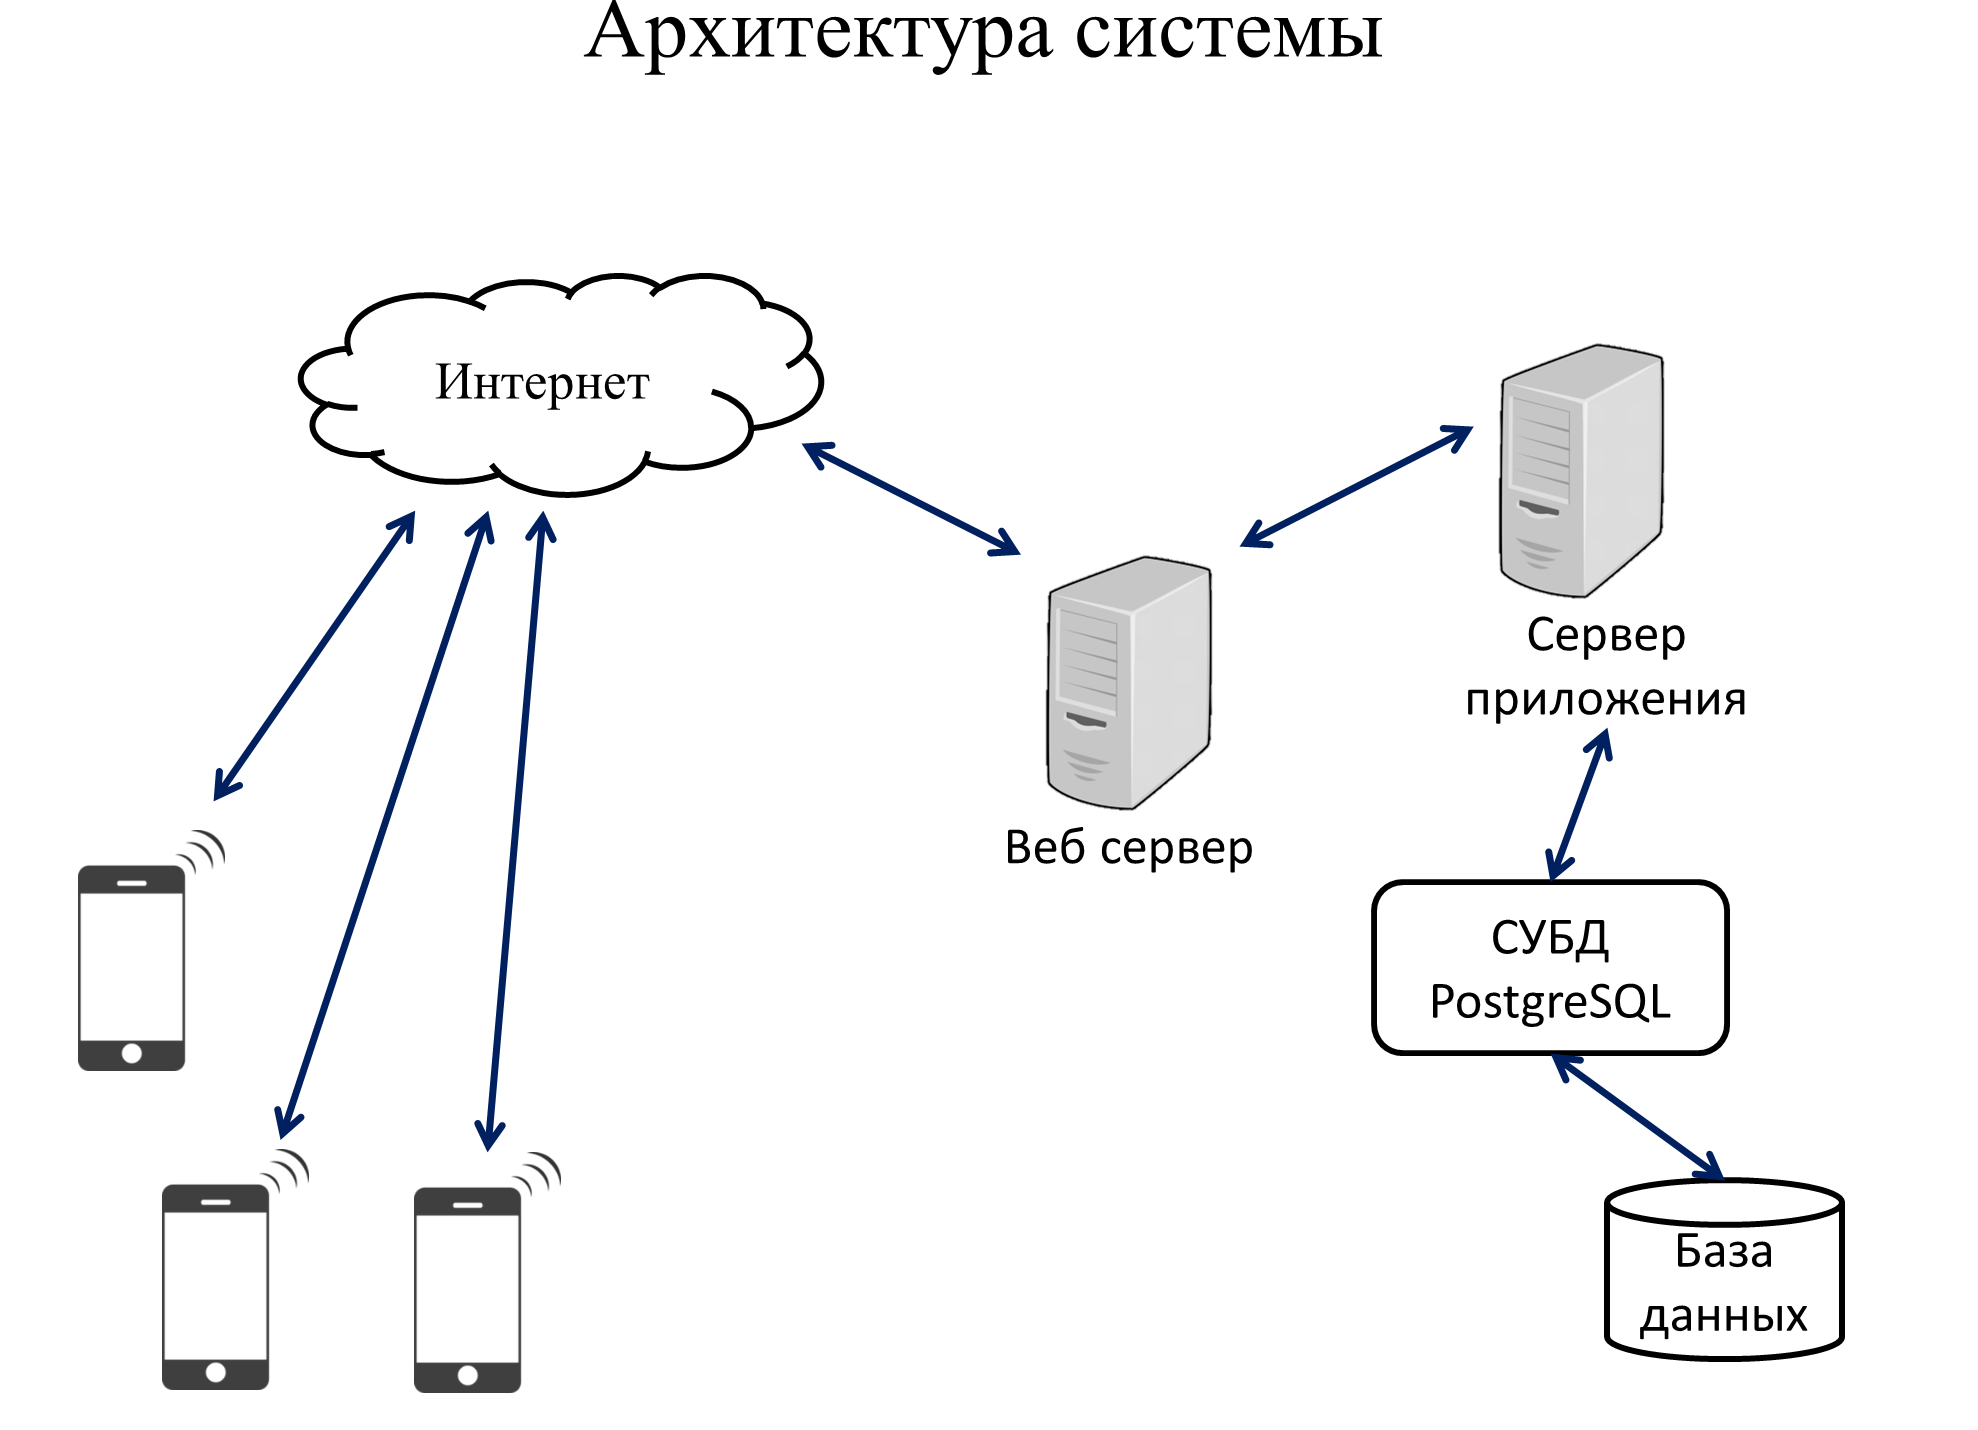 Архитектура системы
Интернет
Сервер
приложения
Веб сервер
СУБД
PostgreSQL
База
данных